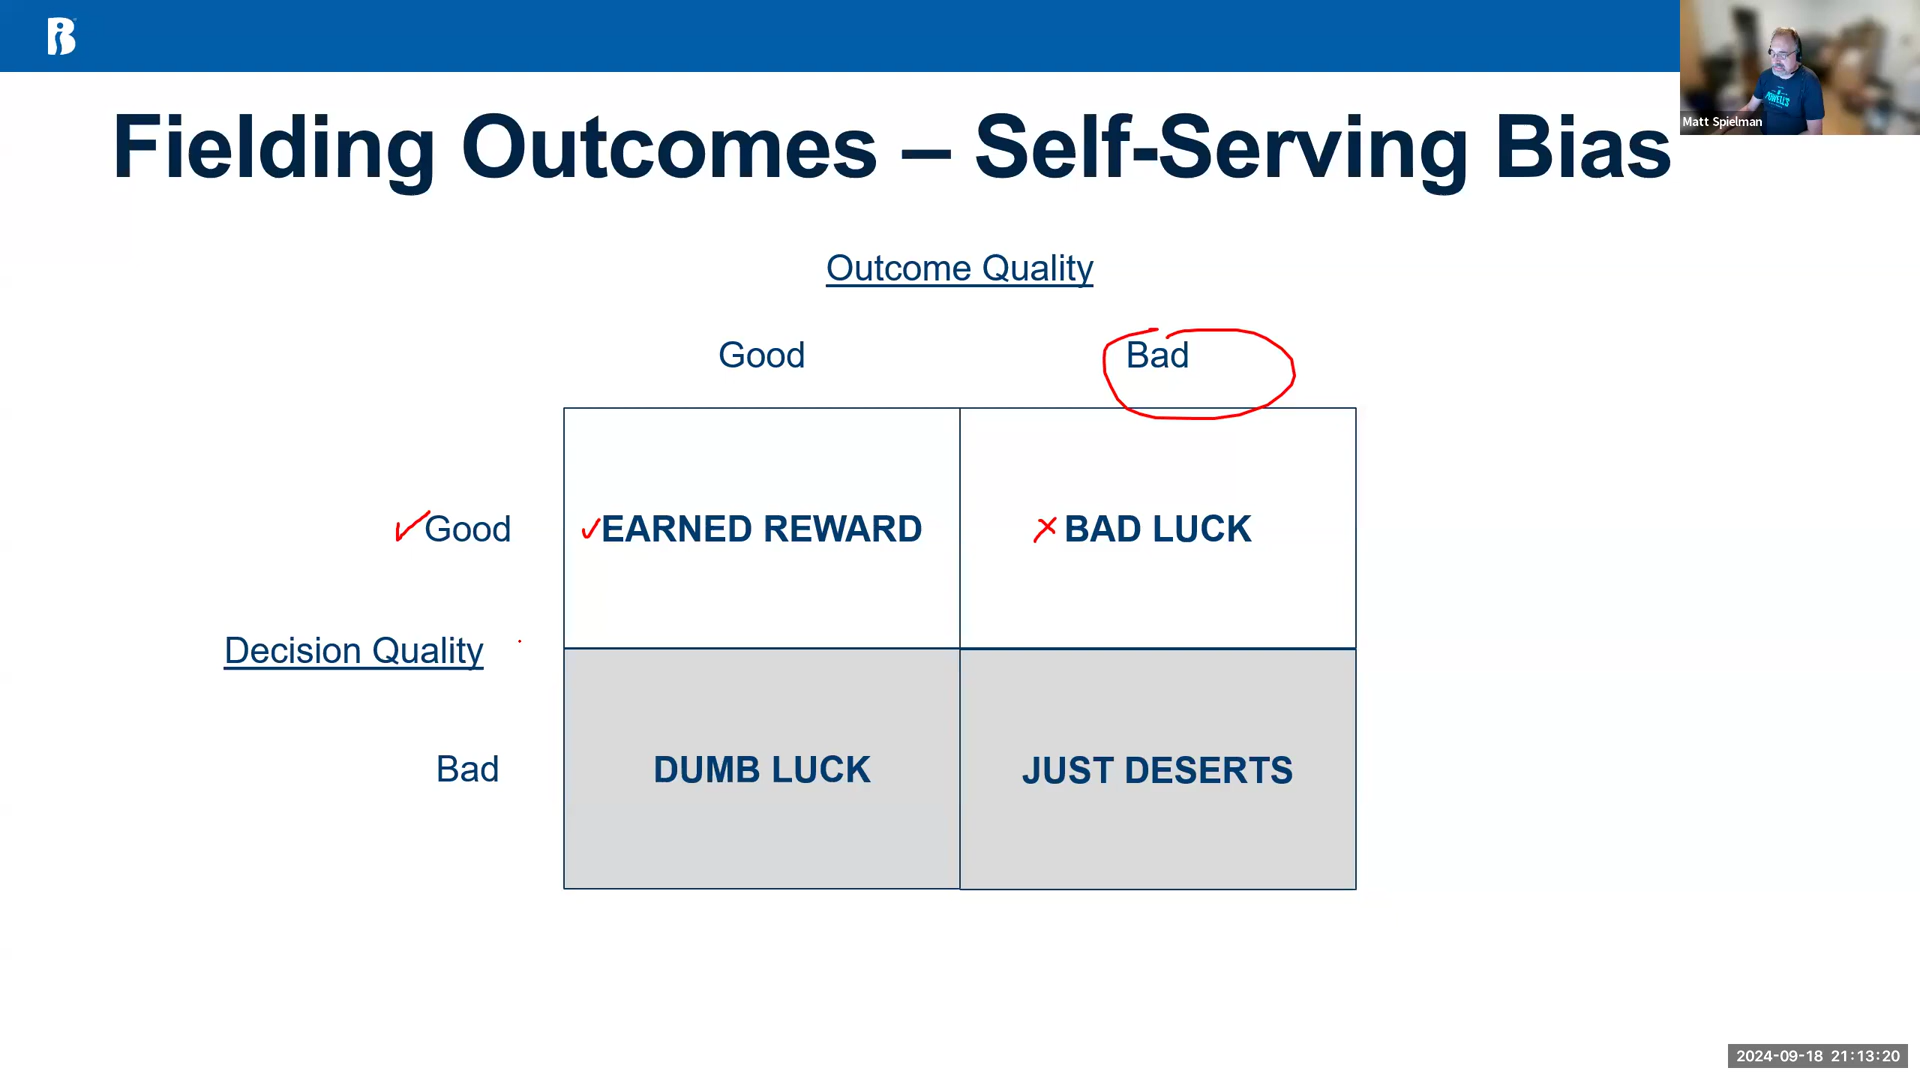 Fielding Outcomes – Self-Serving Bias
Matt Spielman
POWELL'S
Outcome Quality
Good Bad
Good EARNED REWARD BAD LUCK
Decision Quality
Bad DUMB LUCK JUST DESERTS
2024-09-18 21:13:20